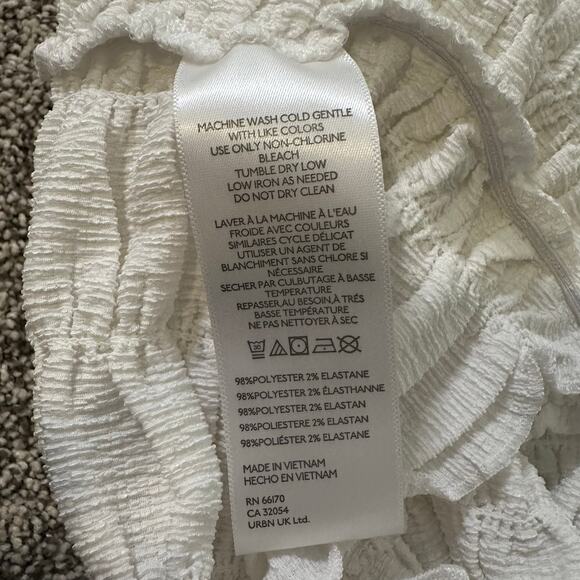 MACHINE WASH COLD GENTLE
WITH LIKE COLORS
USE ONLY NON-CHLORINE
BLEACH
TUMBLE DRY LOW
LOW IRON AS NEEDED
DO NOT DRY CLEAN
LAVER À LA MACHINE À L'EAU
FROIDE AVEC COULEURS
SIMILAIRES CYCLE DÉLICAT
UTILISER UN AGENT DE
BLANCHIMENT SANS CHLORE SI
NÉCESSAIRE
SECHER PAR CULBUTAGE À BASSE
TEMPERATURE
REPASSER AU BESOIN,À TRÉS
BASSE TEMPÉRATURE
NE PAS NETTOYER À SEC
30
98%POLYESTER 2% ELASTANE
98%POLYESTER 2% ÉLASTHANNE
98%POLYESTER 2% ELASTAN
98%POLIESTERE 2% ELASTAN
98%POLIÉSTER 2% ELASTANE
MADE IN VIETNAM
HECHO EN VIETNAM
RN 66170
CA 32054
URBN UK Ltd.